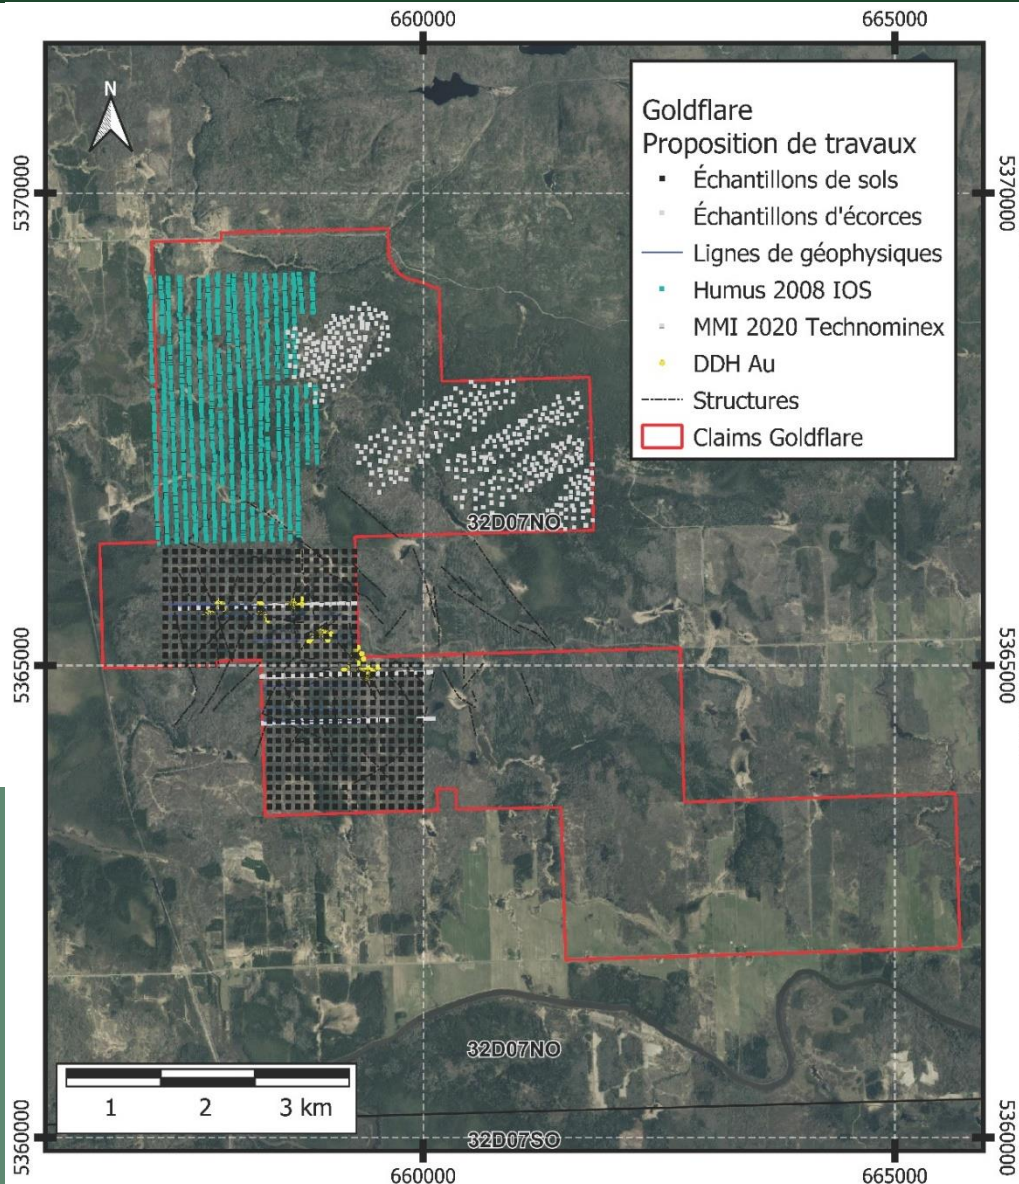 660000
665000
N
Goldflare
Proposition de travaux
Échantillons de sols
Échantillons d'écorces
Lignes de géophysiques
Humus 2008 IOS
MMI 2020 Technominex
DDH Au
Structures
Claims Goldflare
5370000
5370000
32D07NO
5365000
5365000
32D07NO
1 2 3 km
32D07SO
5360000
5360000
660000
665000